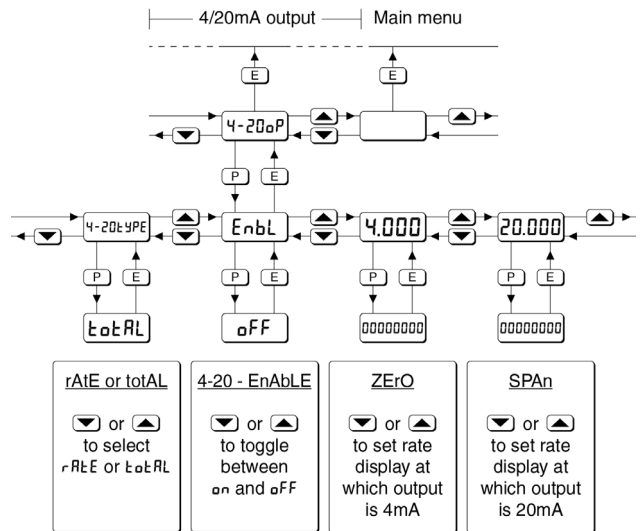 4/20mA output
Main menu
E
E
4-20oP
P
E
4-20tYPE
EnbL
4.000
20.000
P
E
P
E
P
E
P
E
totAL
oFF
00000000
00000000
rAtE or totAL
or
to select
rAtE or totAL
4-20 - EnAbLE
or
to toggle
between
on and oFF
ZErO
or
to set rate
display at
which output
is 4mA
SPAn
or
to set rate
display at
which output
is 20mA